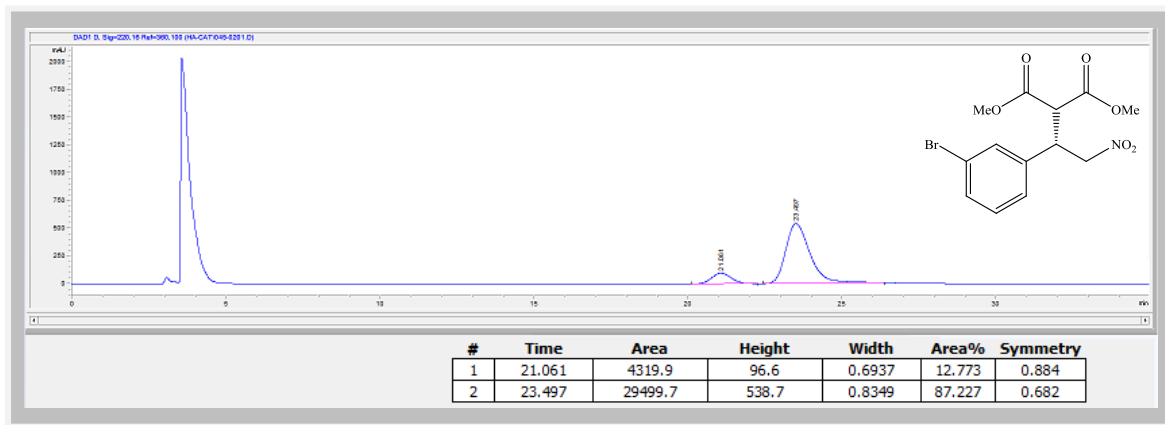 DAD1 D, Sig=220,16 Ref=360,100 (HA-CAT\045-0201.D)
mAU
2000
1750
1500
1250
1000
750
500
250
0
21.061
23.497
0 5 10 15 20 25 30 min
O O
MeO OMe
Br
NO2
# Time Area Height Width Area% Symmetry
1 21.061 4319.9 96.6 0.6937 12.773 0.884
2 23.497 29499.7 538.7 0.8349 87.227 0.682